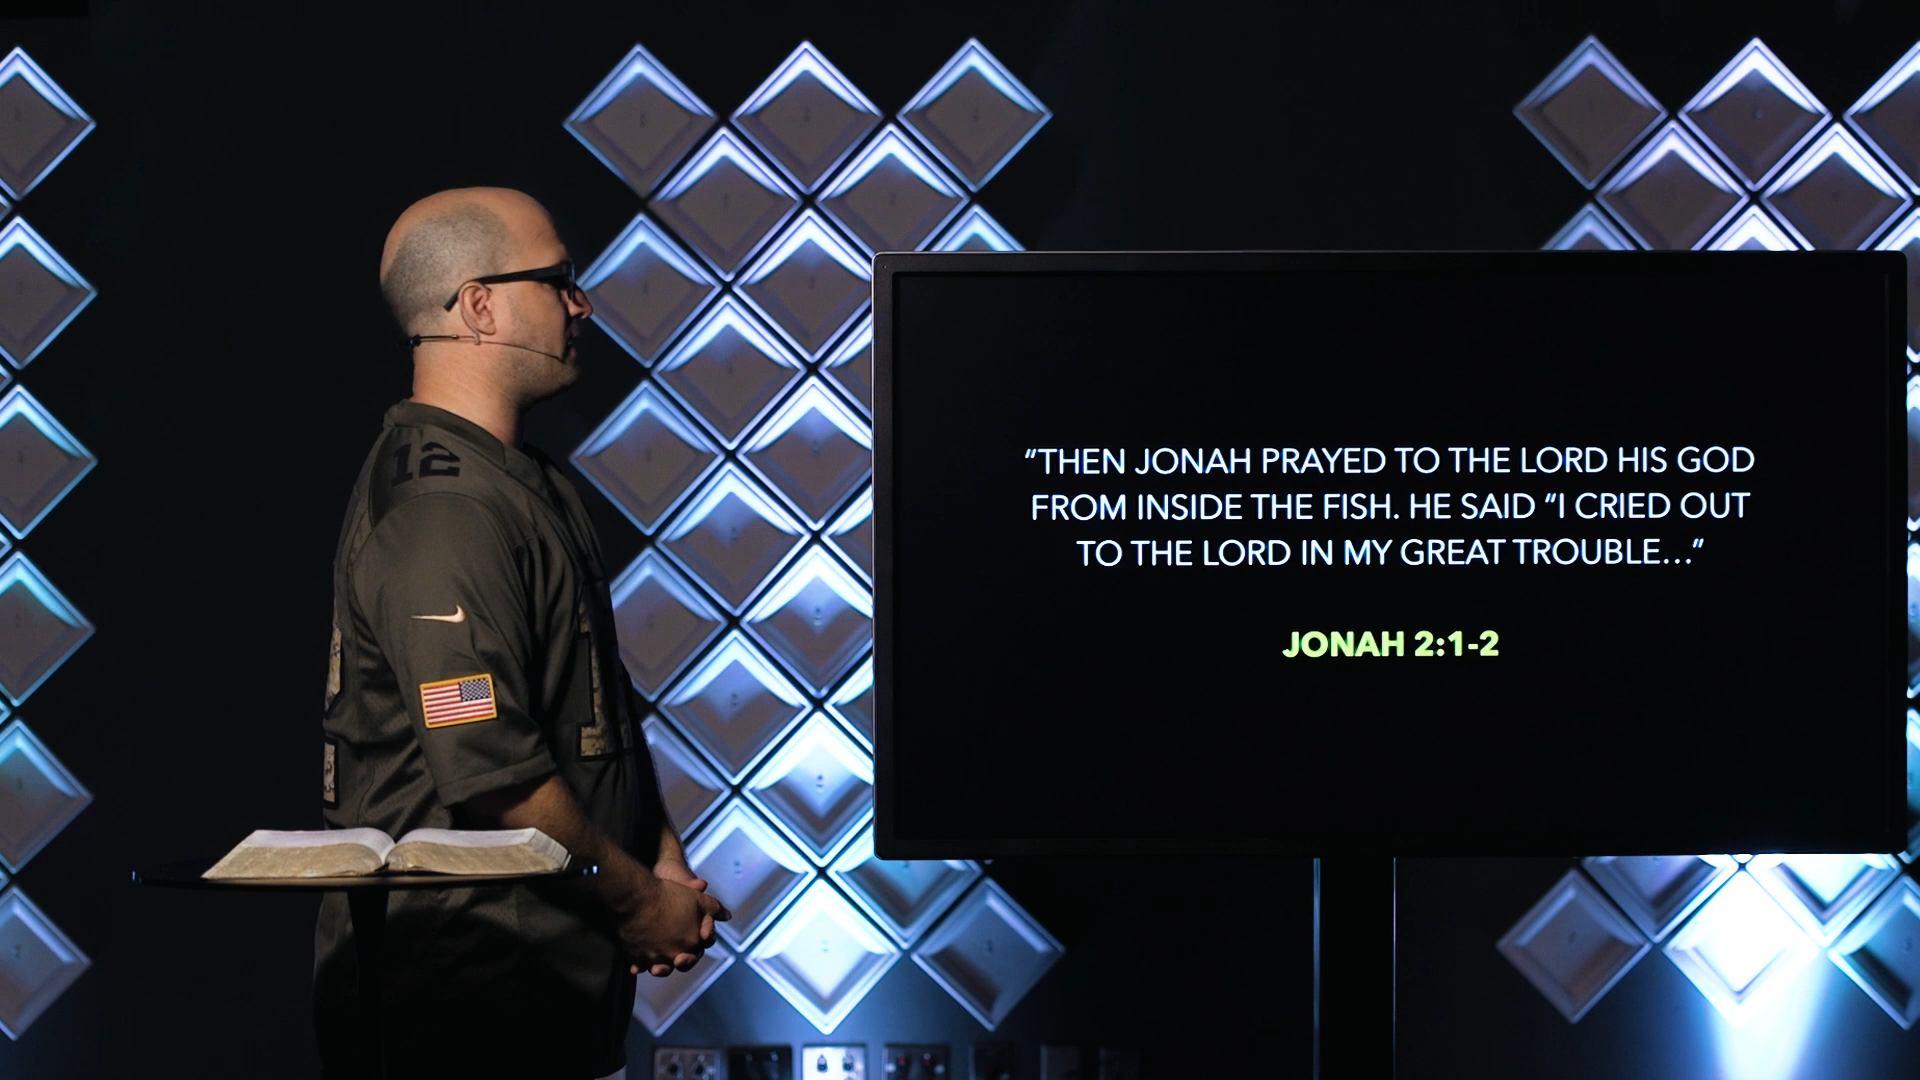 12
“THEN JONAH PRAYED TO THE LORD HIS GOD
FROM INSIDE THE FISH. HE SAID “I CRIED OUT
TO THE LORD IN MY GREAT TROUBLE…”
JONAH 2:1-2